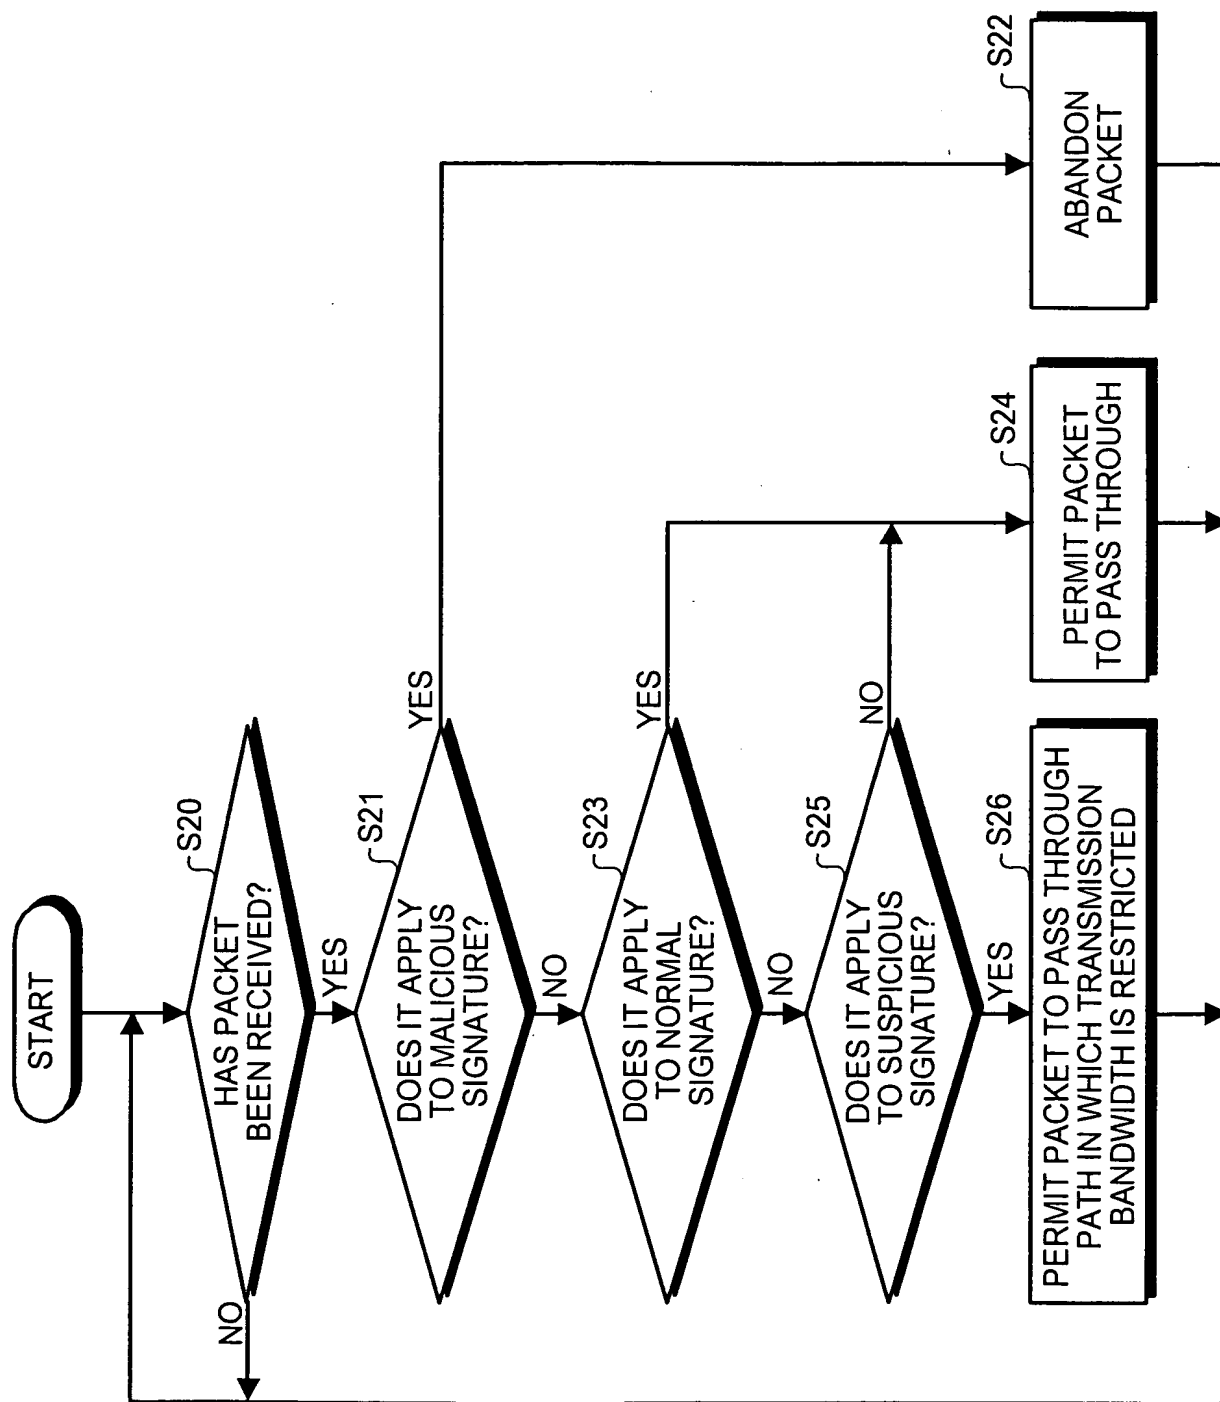 START
S20
HAS PACKET
BEEN RECEIVED?
NO
YES
S21
DOES IT APPLY
TO MALICIOUS
SIGNATURE?
YES
NO
S22
ABANDON
PACKET
S23
DOES IT APPLY
TO NORMAL
SIGNATURE?
YES
NO
S24
PERMIT PACKET
TO PASS THROUGH
S25
DOES IT APPLY
TO SUSPICIOUS
SIGNATURE?
NO
YES
S26
PERMIT PACKET TO PASS THROUGH
PATH IN WHICH TRANSMISSION
BANDWIDTH IS RESTRICTED